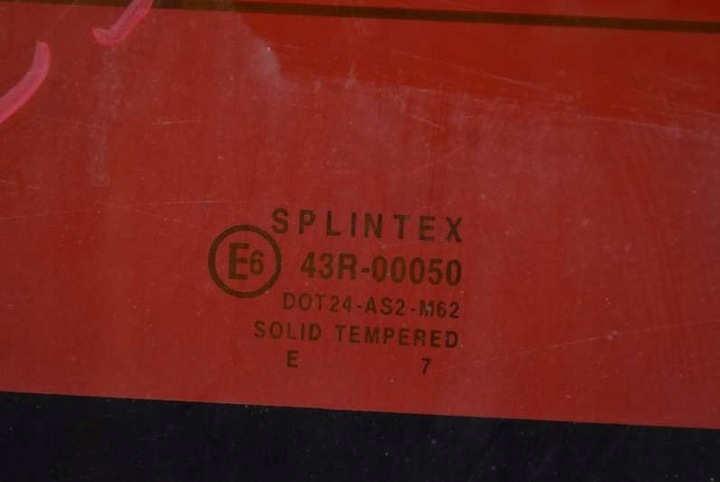 SPLINTEX
E6 43R-00050
DOT24-AS2-M62
SOLID TEMPERED
E 7